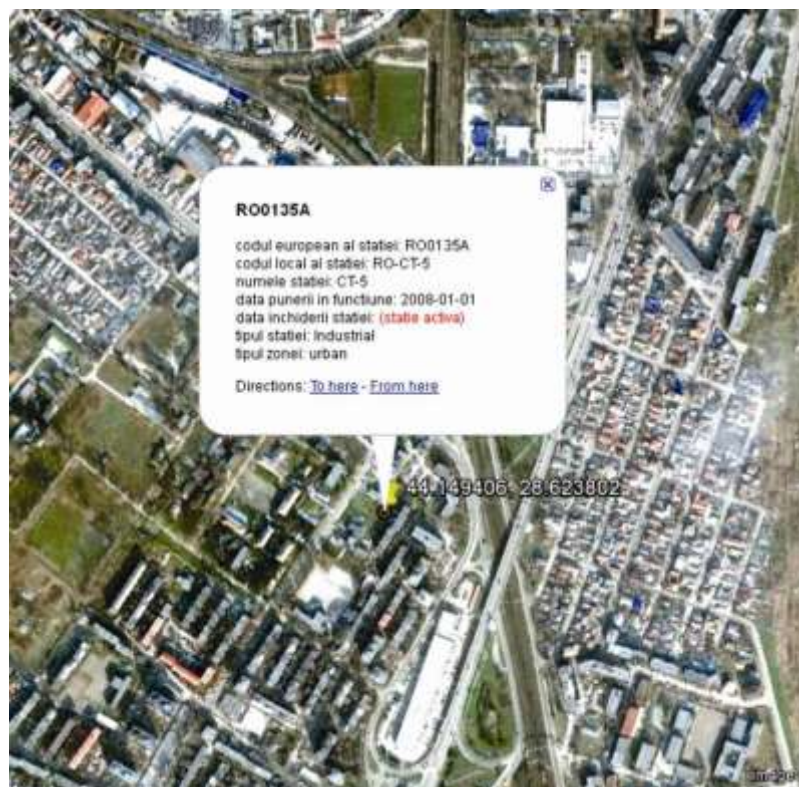 RO0135A
codul european al statiei: RO0135A
codul local al statiei: RO-CT-5
numele statiei: CT-5
data punerii in functiune: 2008-01-01
data inchiderii statiei: (statie activa)
tipul statiei: Industrial
tipul zonei: urban
Directions: To here - From here
44.149406, 28.623802